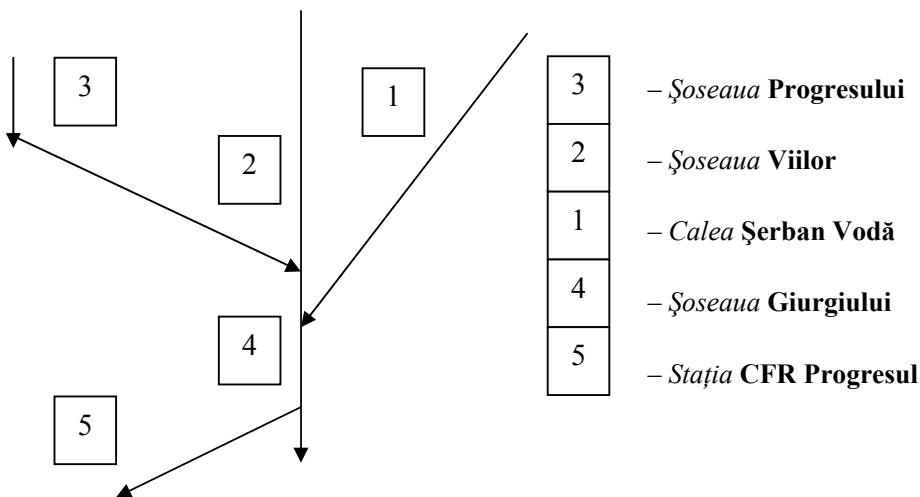 3
1
2
4
5
3 – Şoseaua Progresului
2 – Şoseaua Viilor
1 – Calea Şerban Vodă
4 – Şoseaua Giurgiului
5 – Stația CFR Progresul